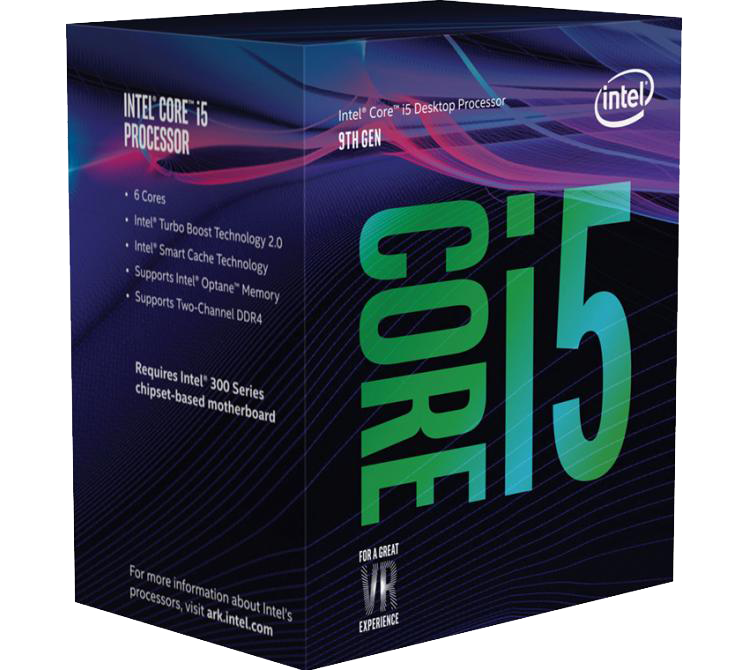 INTEL® CORE™ i5
PROCESSOR
• 6 Cores
• Intel® Turbo Boost Technology 2.0
• Intel® Smart Cache Technology
• Supports Intel® Optane™ Memory
• Supports Two-Channel DDR4
Requires Intel® 300 Series
chipset-based motherboard
For more information about Intel's
processors, visit ark.intel.com
Intel® Core™ i5 Desktop Processor
9TH GEN
intel®
CORE i5
FOR A GREAT
VR
EXPERIENCE